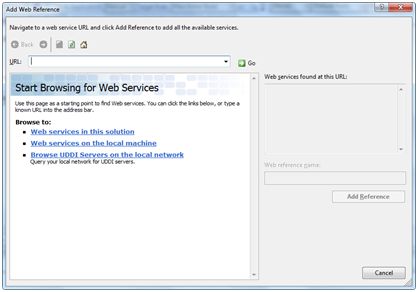 Add Web Reference
Navigate to a web service URL and click Add Reference to add all the available services.
Back
URL:
Go
Start Browsing for Web Services
Use this page as a starting point to find Web services. You can click the links below, or type a
known URL into the address bar.
Browse to:
Web services in this solution
Web services on the local machine
Browse UDDI Servers on the local network
Query your local network for UDDI servers.
Web services found at this URL:
Web reference name:
Add Reference
Cancel